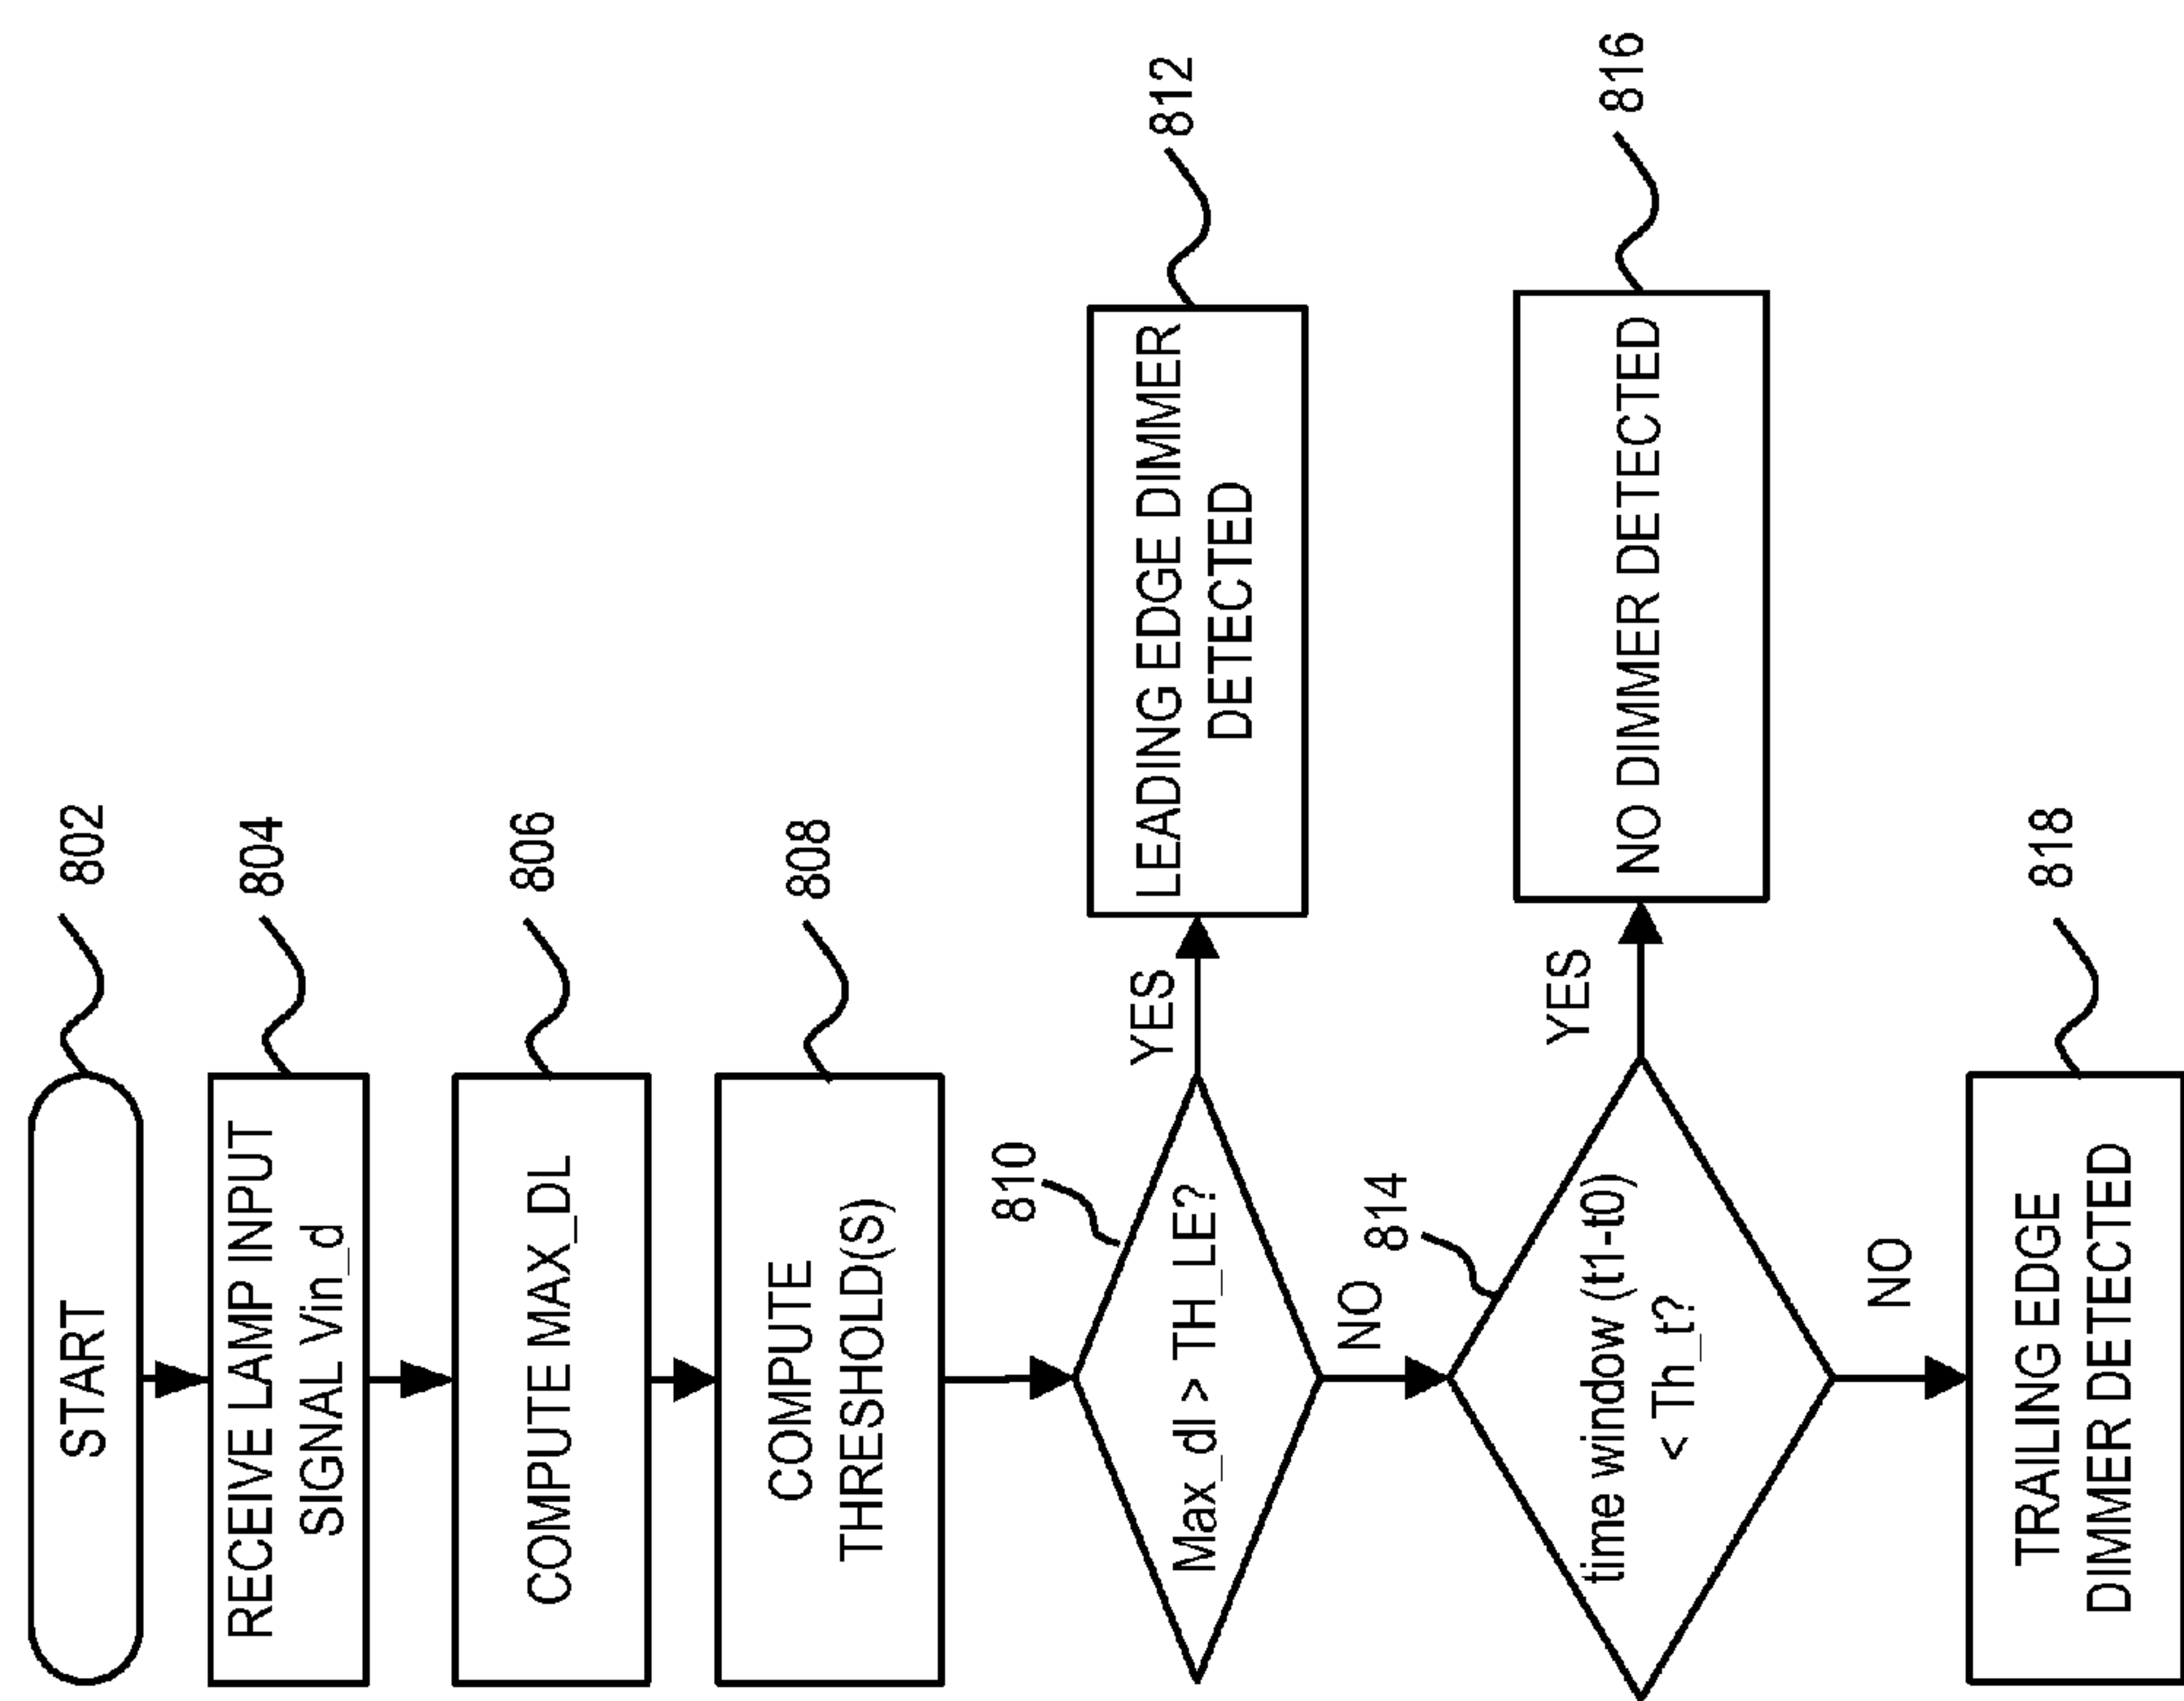 START
802
RECEIVE LAMP INPUT
SIGNAL Vin_d
804
COMPUTE MAX_DL
806
COMPUTE
THRESHOLD(S)
808
810
Max_dl > TH_LE?
YES
LEADING EDGE DIMMER
DETECTED
812
NO
814
time window (t1-t0)
< Th_t?
YES
NO DIMMER DETECTED
816
NO
TRAILING EDGE
DIMMER DETECTED
818